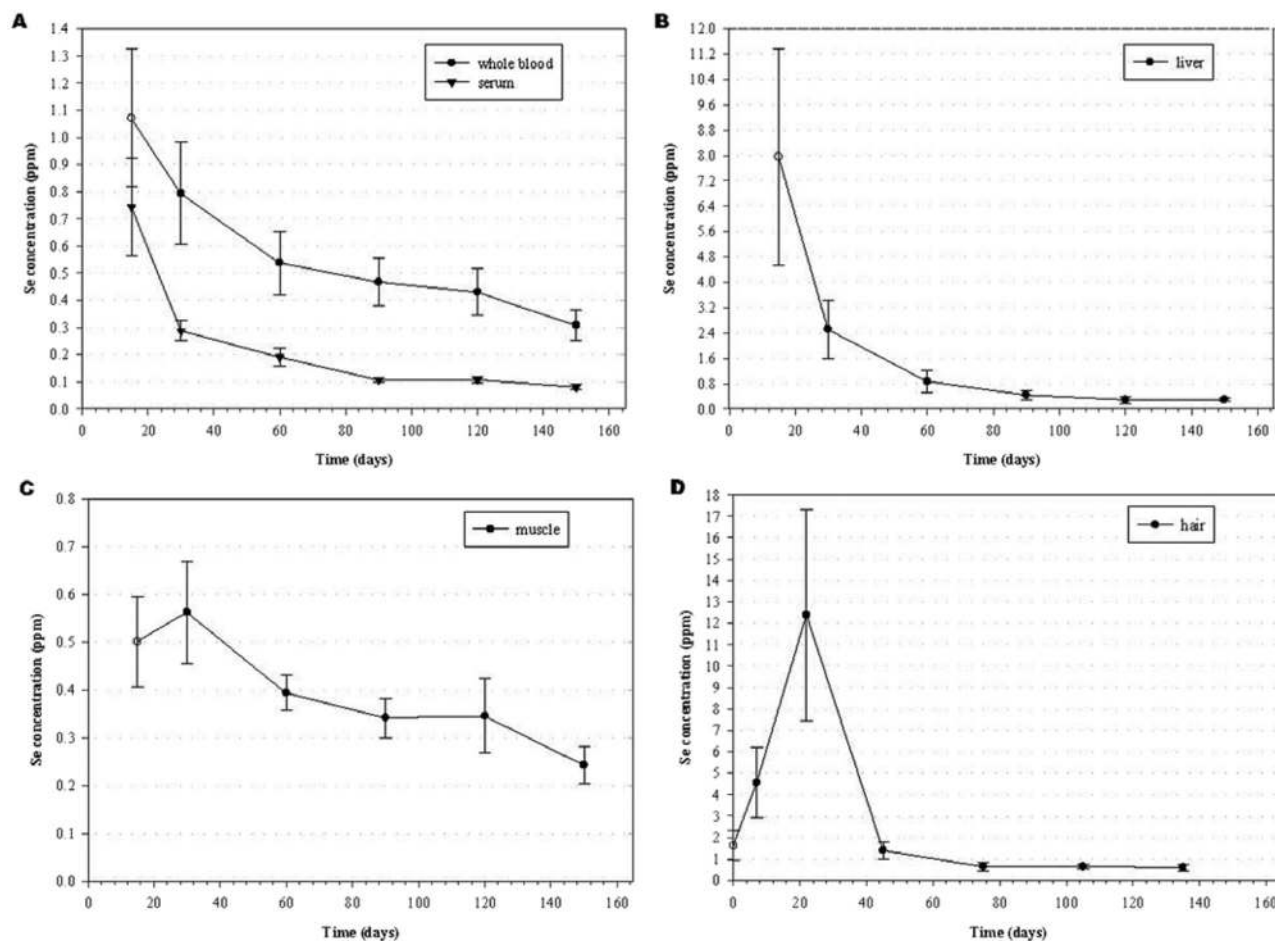 A
Se concentration (ppm)
1.4
1.3
1.2
1.1
1.0
0.9
0.8
0.7
0.6
0.5
0.4
0.3
0.2
0.1
0.0
whole blood
serum
0 20 40 60 80 100 120 140 160
Time (days)
B
Se concentration (ppm)
12.0
11.2
10.4
9.6
8.8
8.0
7.2
6.4
5.6
4.8
4.0
3.2
2.4
1.6
0.8
0.0
liver
0 20 40 60 80 100 120 140 160
Time (days)
C
Se concentration (ppm)
0.8
0.7
0.6
0.5
0.4
0.3
0.2
0.1
0.0
muscle
0 20 40 60 80 100 120 140 160
Time (days)
D
Se concentration (ppm)
18
17
16
15
14
13
12
11
10
9
8
7
6
5
4
3
2
1
0
hair
0 20 40 60 80 100 120 140 160
Time (days)